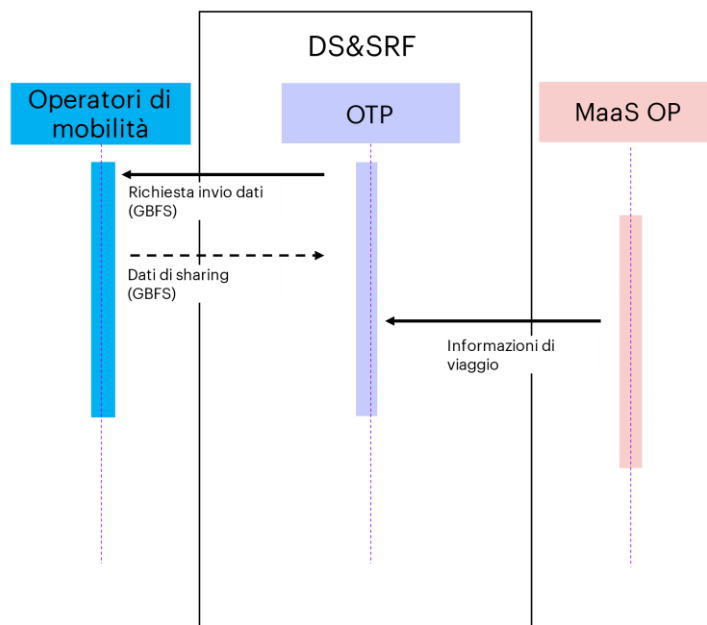 DS&SRF
Operatori di
mobilità
OTP
MaaS OP
Richiesta invio dati
(GBFS)
Dati di sharing
(GBFS)
Informazioni di
viaggio